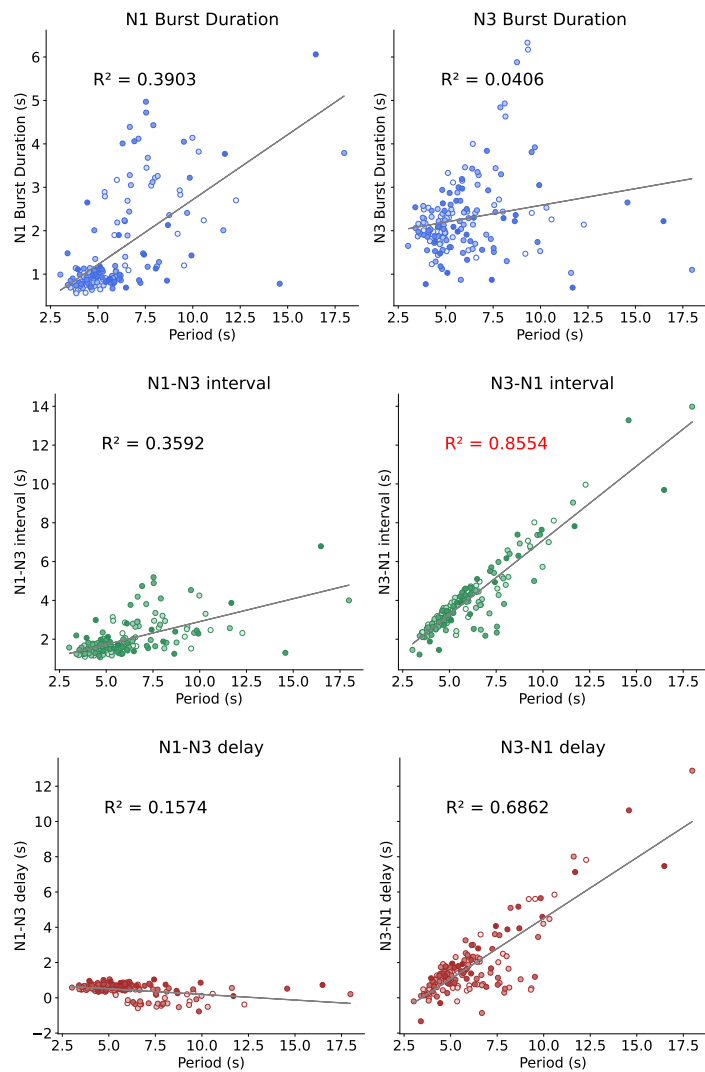 N1 Burst Duration
R² = 0.3903
N1 Burst Duration (s)
6
5
4
3
2
1
2.5 5.0 7.5 10.0 12.5 15.0 17.5
Period (s)
N3 Burst Duration
R² = 0.0406
N3 Burst Duration (s)
2.5 5.0 7.5 10.0 12.5 15.0 17.5
Period (s)
N1-N3 interval
R² = 0.3592
N1-N3 interval (s)
14
12
10
8
6
4
2
2.5 5.0 7.5 10.0 12.5 15.0 17.5
Period (s)
N3-N1 interval
R² = 0.8554
N3-N1 interval (s)
2.5 5.0 7.5 10.0 12.5 15.0 17.5
Period (s)
N1-N3 delay
R² = 0.1574
N1-N3 delay (s)
12
10
8
6
4
2
0
−2
2.5 5.0 7.5 10.0 12.5 15.0 17.5
Period (s)
N3-N1 delay
R² = 0.6862
N3-N1 delay (s)
2.5 5.0 7.5 10.0 12.5 15.0 17.5
Period (s)